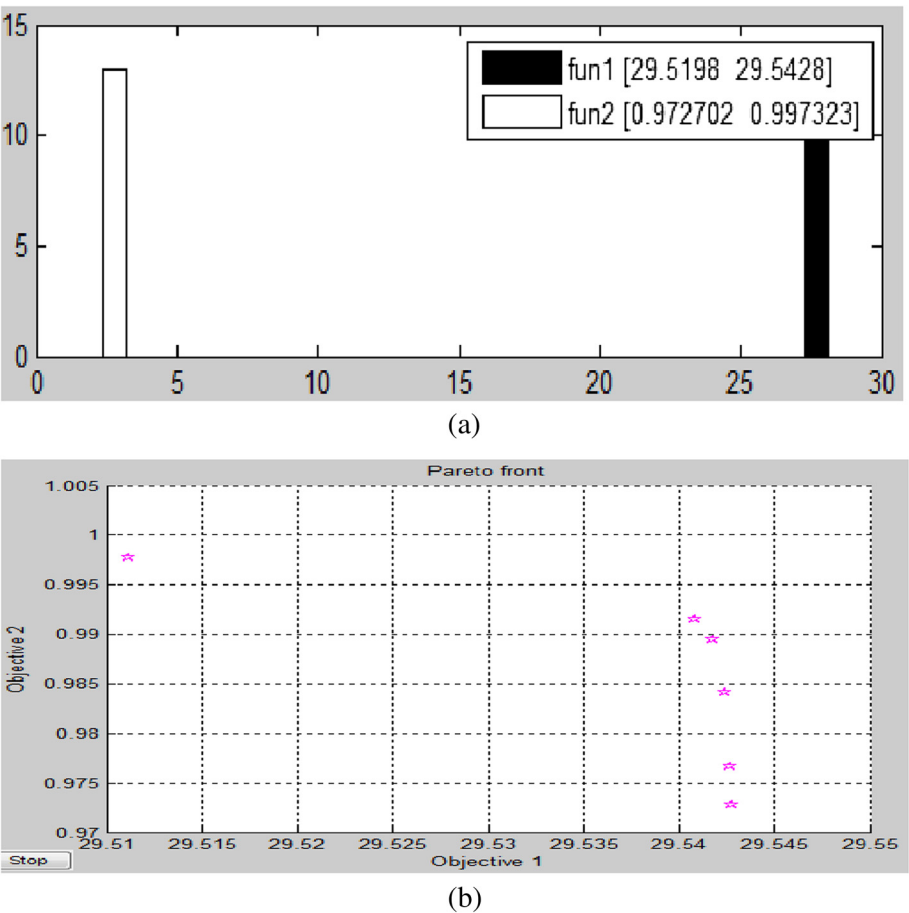 15
10
5
0
fun1 [29.5198 29.5428]
fun2 [0.972702 0.997323]
0 5 10 15 20 25 30
(a)
Pareto front
1.005
1
0.995
0.99
0.985
0.98
0.975
0.97
Objective 2
29.51 29.515 29.52 29.525 29.53 29.535 29.54 29.545 29.55
Stop
Objective 1
(b)